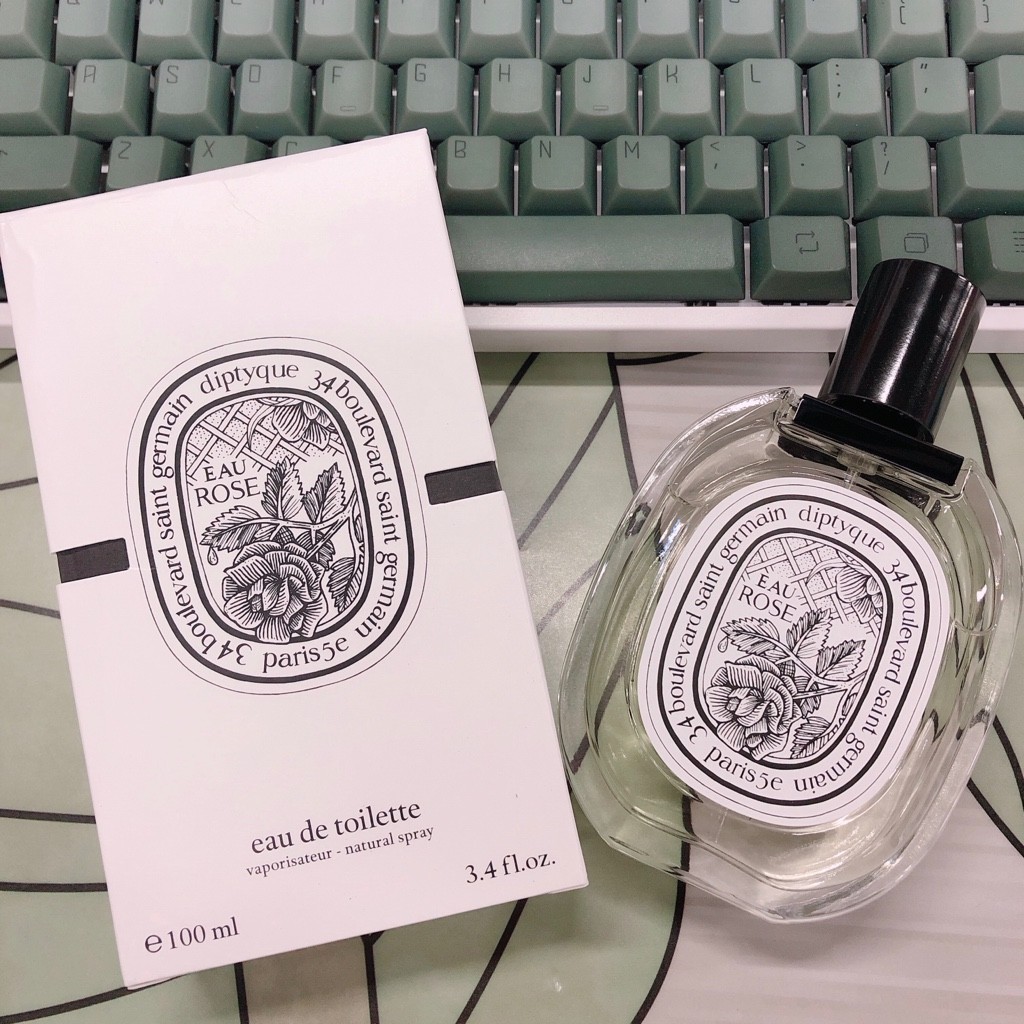 [ ]
A S D F G H J K L : ; " ,
Z X C B N M < , > . ? /
34 boulevard saint germain diptyque 34 boulevard saint germain paris 5e
EAU
ROSE
eau de toilette
vaporisateur - natural spray
3.4 fl.oz.
e 100 ml
34 boulevard saint germain diptyque 34 boulevard saint germain paris 5e
EAU
ROSE